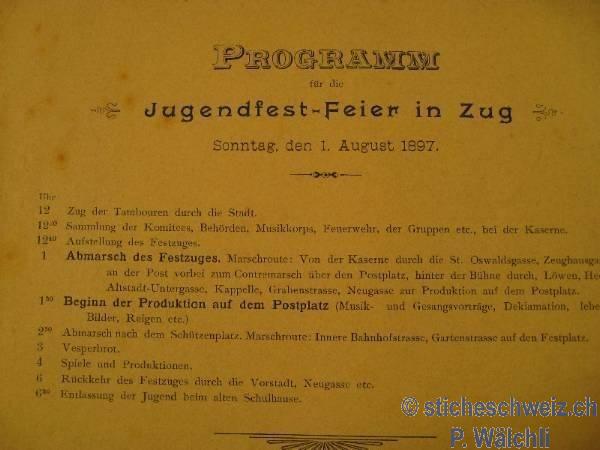 PROGRAMM
für die
Jugendfest-Feier in Zug
Sonntag, den 1. August 1897.
Uhr
12 Zug der Tambouren durch die Stadt.
12²⁰ Sammlung der Komitees, Behörden, Musikkorps, Feuerwehr, der Gruppen etc., bei der Kaserne.
12⁴⁰ Aufstellung des Festzuges.
1 Abmarsch des Festzuges. Marschroute: Von der Kaserne durch die St. Oswaldsgasse, Zeughausga
an der Post vorbei zum Contremarsch über den Postplatz, hinter der Bühne durch, Löwen, He
Altstadt-Untergasse, Kappelle, Grabenstrasse, Neugasse zur Produktion auf dem Postplatz.
1³⁰ Beginn der Produktion auf dem Postplatz (Musik- und Gesangsvorträge, Deklamation, lebe
Bilder, Reigen etc.)
Abmarsch nach dem Schützenplatz. Marschroute: Innere Bahnhofstrasse, Gartenstrasse auf den Festplatz.
3 Vesperbrot.
4 Spiele und Produktionen.
6 Rückkehr des Festzuges durch die Vorstadt, Neugasse etc.
6³⁰ Entlassung der Jugend beim alten Schulhause.
© sticheschweiz.ch
P. Wälchli